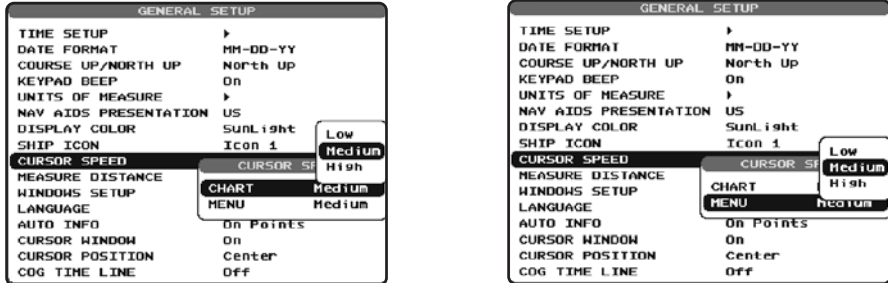 GENERAL SETUP
TIME SETUP
DATE FORMAT MM-DD-YY
COURSE UP/NORTH UP North Up
KEYPAD BEEP On
UNITS OF MEASURE
NAV AIDS PRESENTATION US
DISPLAY COLOR SunLight
Low
SHIP ICON Icon 1
Medium
CURSOR SPEED CURSOR SP
High
MEASURE DISTANCE
CHART Medium
WINDOWS SETUP
MENU Medium
LANGUAGE
AUTO INFO On Points
CURSOR WINDOW On
CURSOR POSITION Center
COG TIME LINE Off
GENERAL SETUP
TIME SETUP
DATE FORMAT MM-DD-YY
COURSE UP/NORTH UP North Up
KEYPAD BEEP On
UNITS OF MEASURE
NAV AIDS PRESENTATION US
DISPLAY COLOR SunLight
SHIP ICON Icon 1
Low
CURSOR SPEED CURSOR SP
Medium
MEASURE DISTANCE
High
CHART
WINDOWS SETUP
MENU Medium
LANGUAGE
AUTO INFO On Points
CURSOR WINDOW On
CURSOR POSITION Center
COG TIME LINE Off